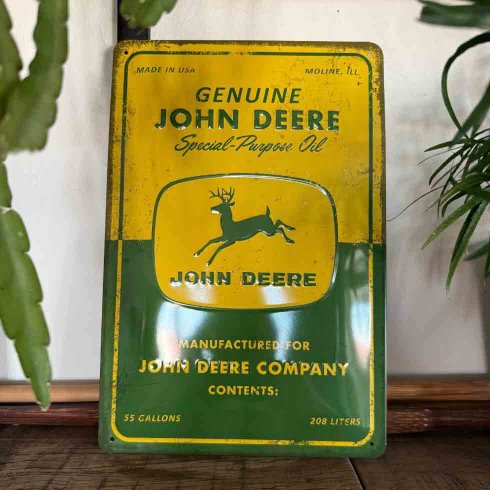 MADE IN USA
MOLINE, ILL
GENUINE
JOHN DEERE
Special-Purpose Oil
JOHN DEERE
MANUFACTURED FOR
JOHN DEERE COMPANY
CONTENTS:
55 GALLONS
208 LITERS